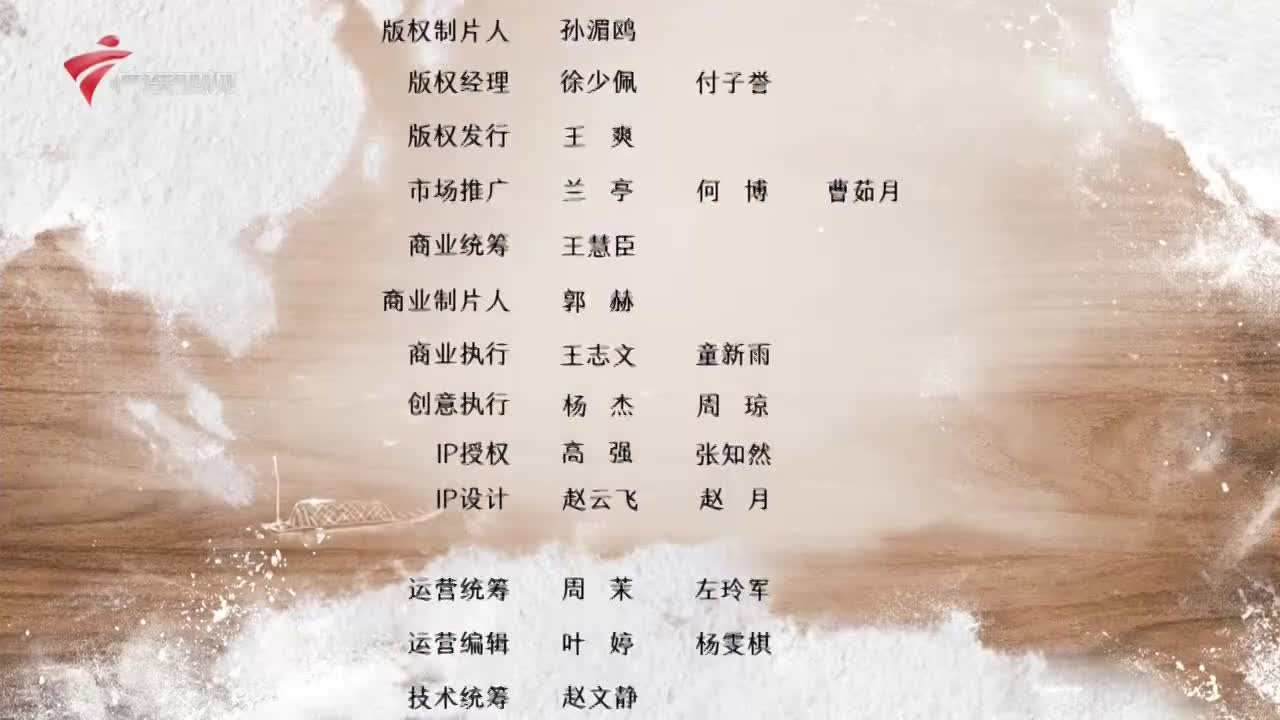 版权制片人 孙湄鸥
版权经理 徐少佩 付子誉
版权发行 王 爽
市场推广 兰 亭 何 博 曹茹月
商业统筹 王慧臣
商业制片人 郭 赫
商业执行 王志文 童新雨
创意执行 杨 杰 周 琼
IP授权 高 强 张知然
IP设计 赵云飞 赵 月
运营统筹 周 茉 左玲军
运营编辑 叶 婷 杨雯棋
技术统筹 赵文静